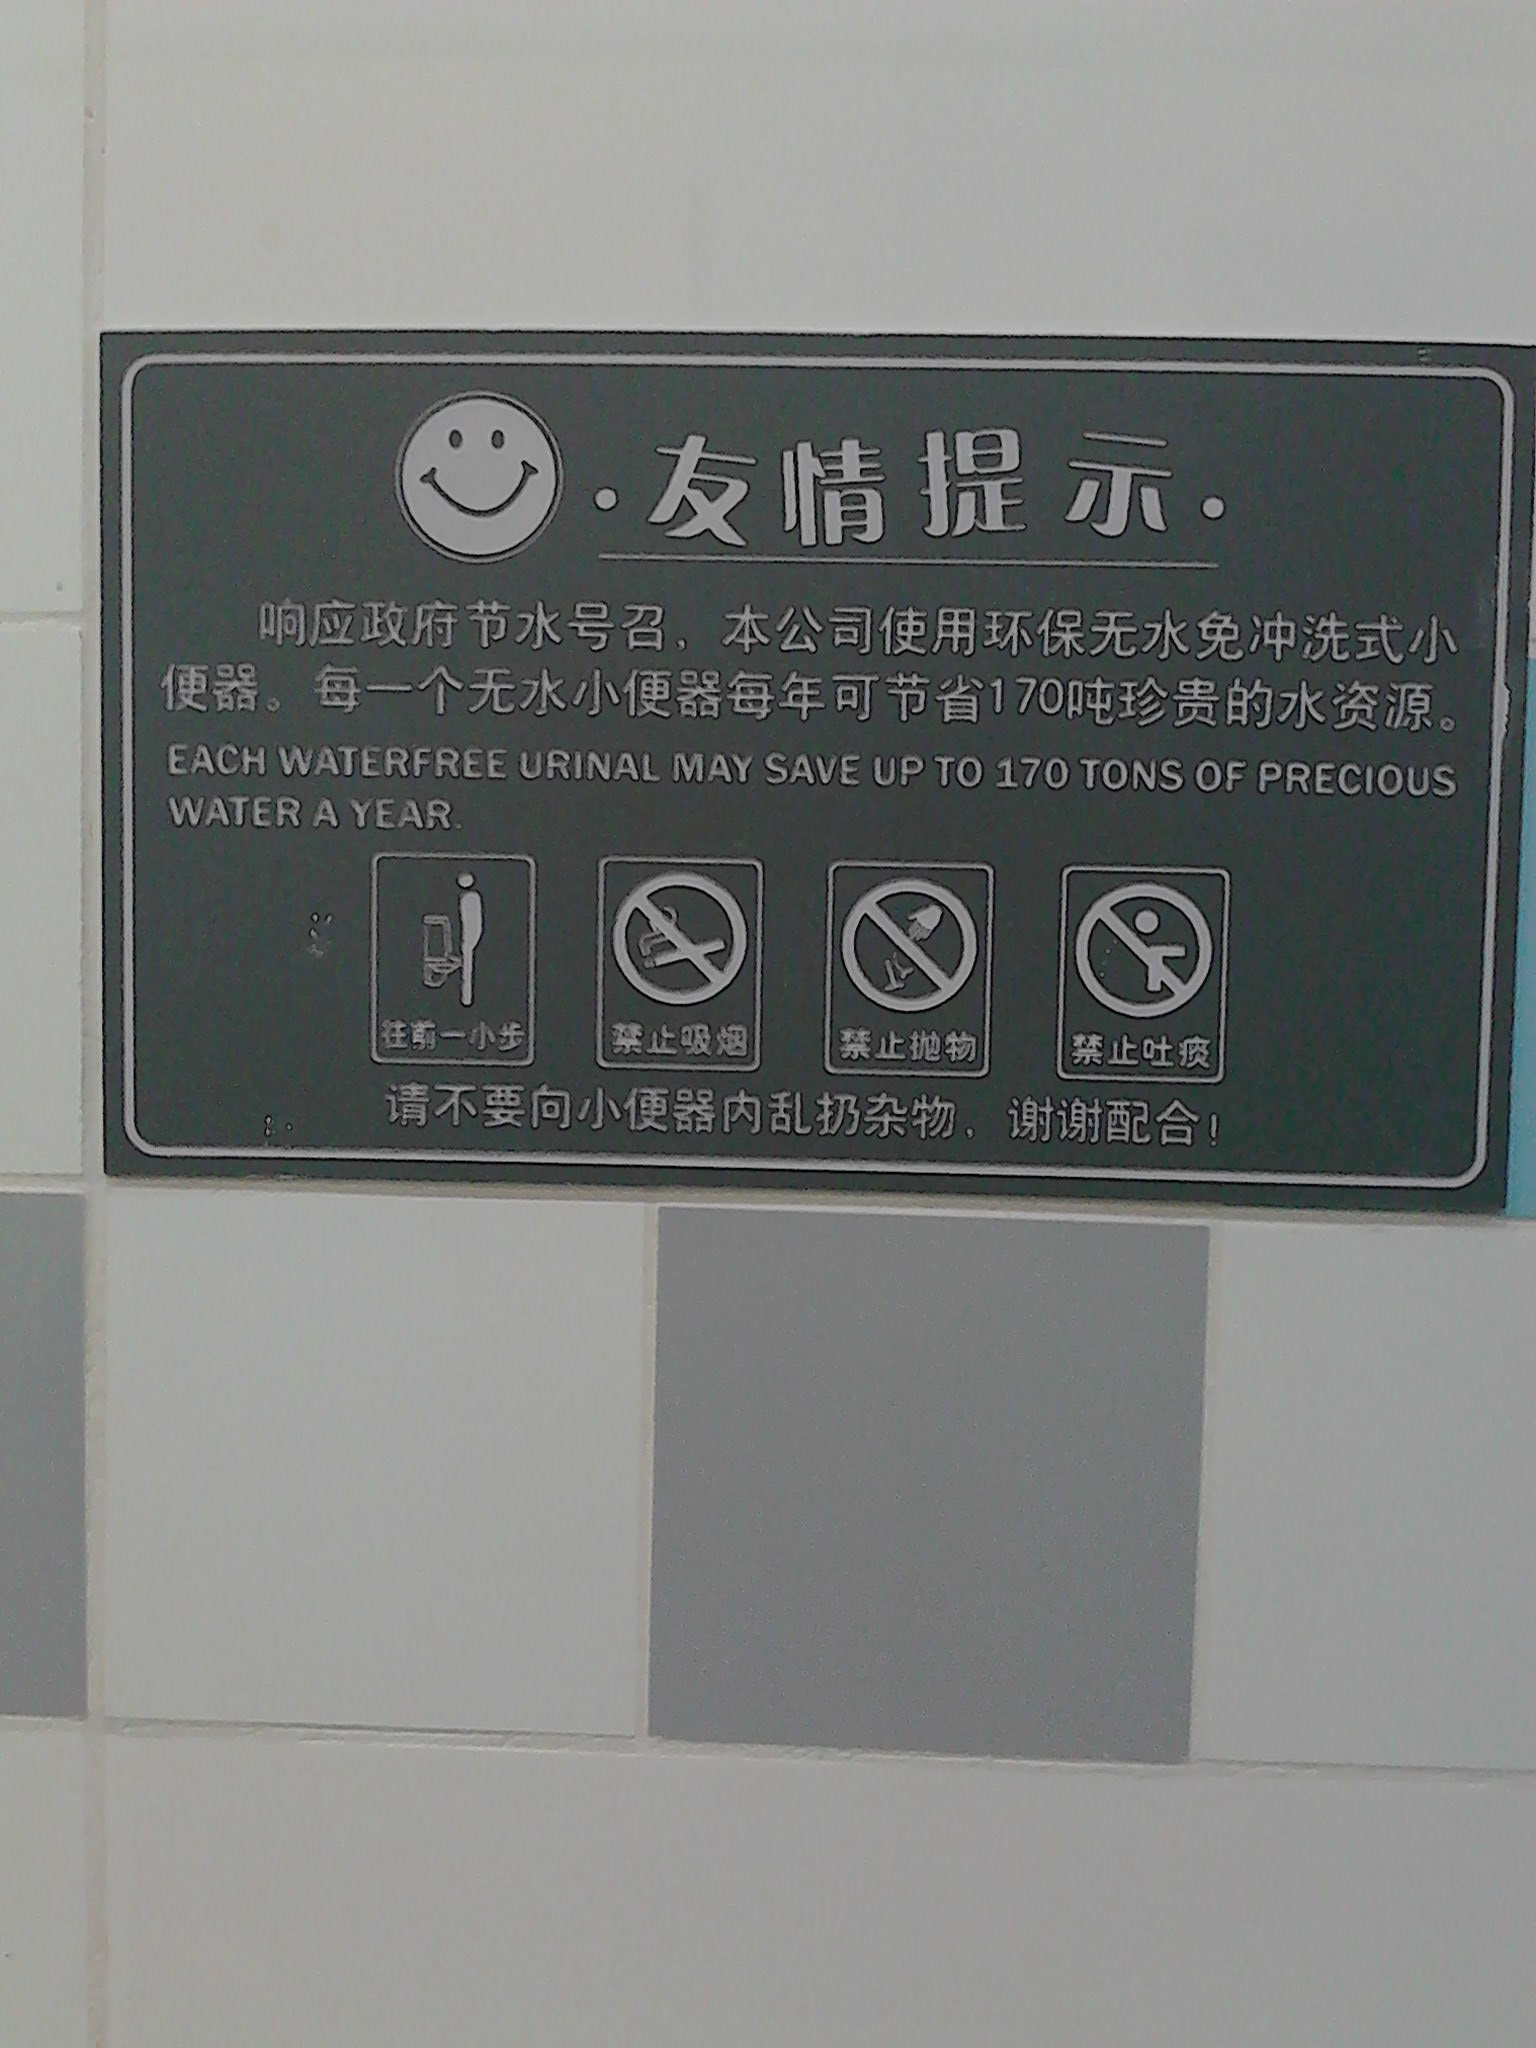 ·友情提示·
响应政府节水号召，本公司使用环保无水免冲洗式小
便器。每一个无水小便器每年可节省170吨珍贵的水资源。
EACH WATERFREE URINAL MAY SAVE UP TO 170 TONS OF PRECIOUS
WATER A YEAR.
往前一小步 禁止吸烟 禁止抛物 禁止吐痰
请不要向小便器内乱扔杂物，谢谢配合！